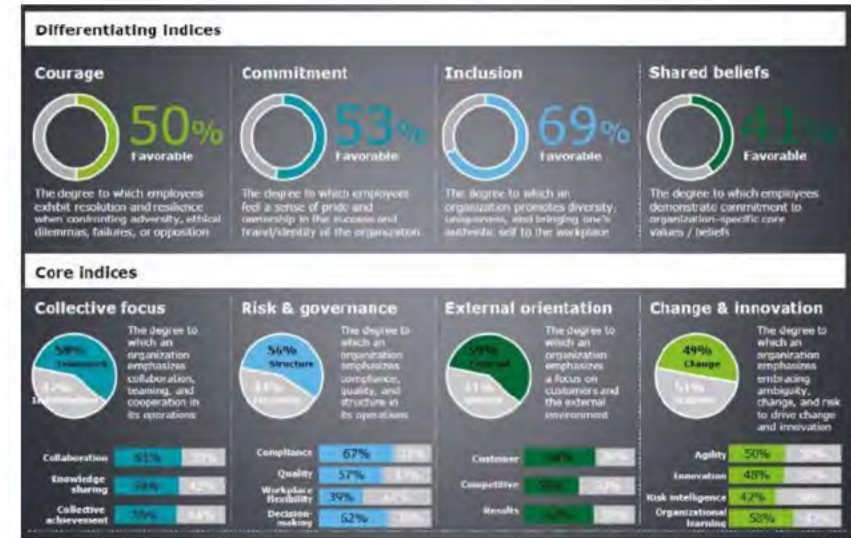 Differentiating indices
Courage
50%
Favorable
The degree to which employees
exhibit resolution and resilience
when confronting adversity, ethical
dilemmas, failures, or opposition
Commitment
53%
Favorable
The degree to which employees
feel a sense of pride and
ownership in the success and
brand/identity of the organization
Inclusion
69%
Favorable
The degree to which an
organization promotes diversity,
uniqueness, and bringing one's
authentic self to the workplace
Shared beliefs
41%
Favorable
The degree to which employees
demonstrate commitment to
organization-specific core
values / beliefs
Core indices
Collective focus
58%
The degree to which an
organization
emphasizes
collaboration,
teaming, and
cooperation in
its operations
Collaboration 61%
Knowledge
sharing 42%
Collective
achievement
Risk & governance
56%
Structure
The degree to
which an
organization
emphasizes
compliance,
quality, and
structure in
its operations
Compliance 67%
Quality 57%
Workplace
flexibility 39%
Decision-
making 62%
External orientation
59%
External
41%
The degree to
which an
organization
emphasizes
a focus on
customers and
the external
environment
Customer
Competitive
Results
Change & innovation
49%
Change
51%
The degree to
which an
organization
emphasizes
embracing
ambiguity,
change, and risk
to drive change
and innovation
Agility 50%
Innovation 48%
Risk intelligence 42%
Organizational
learning 58%